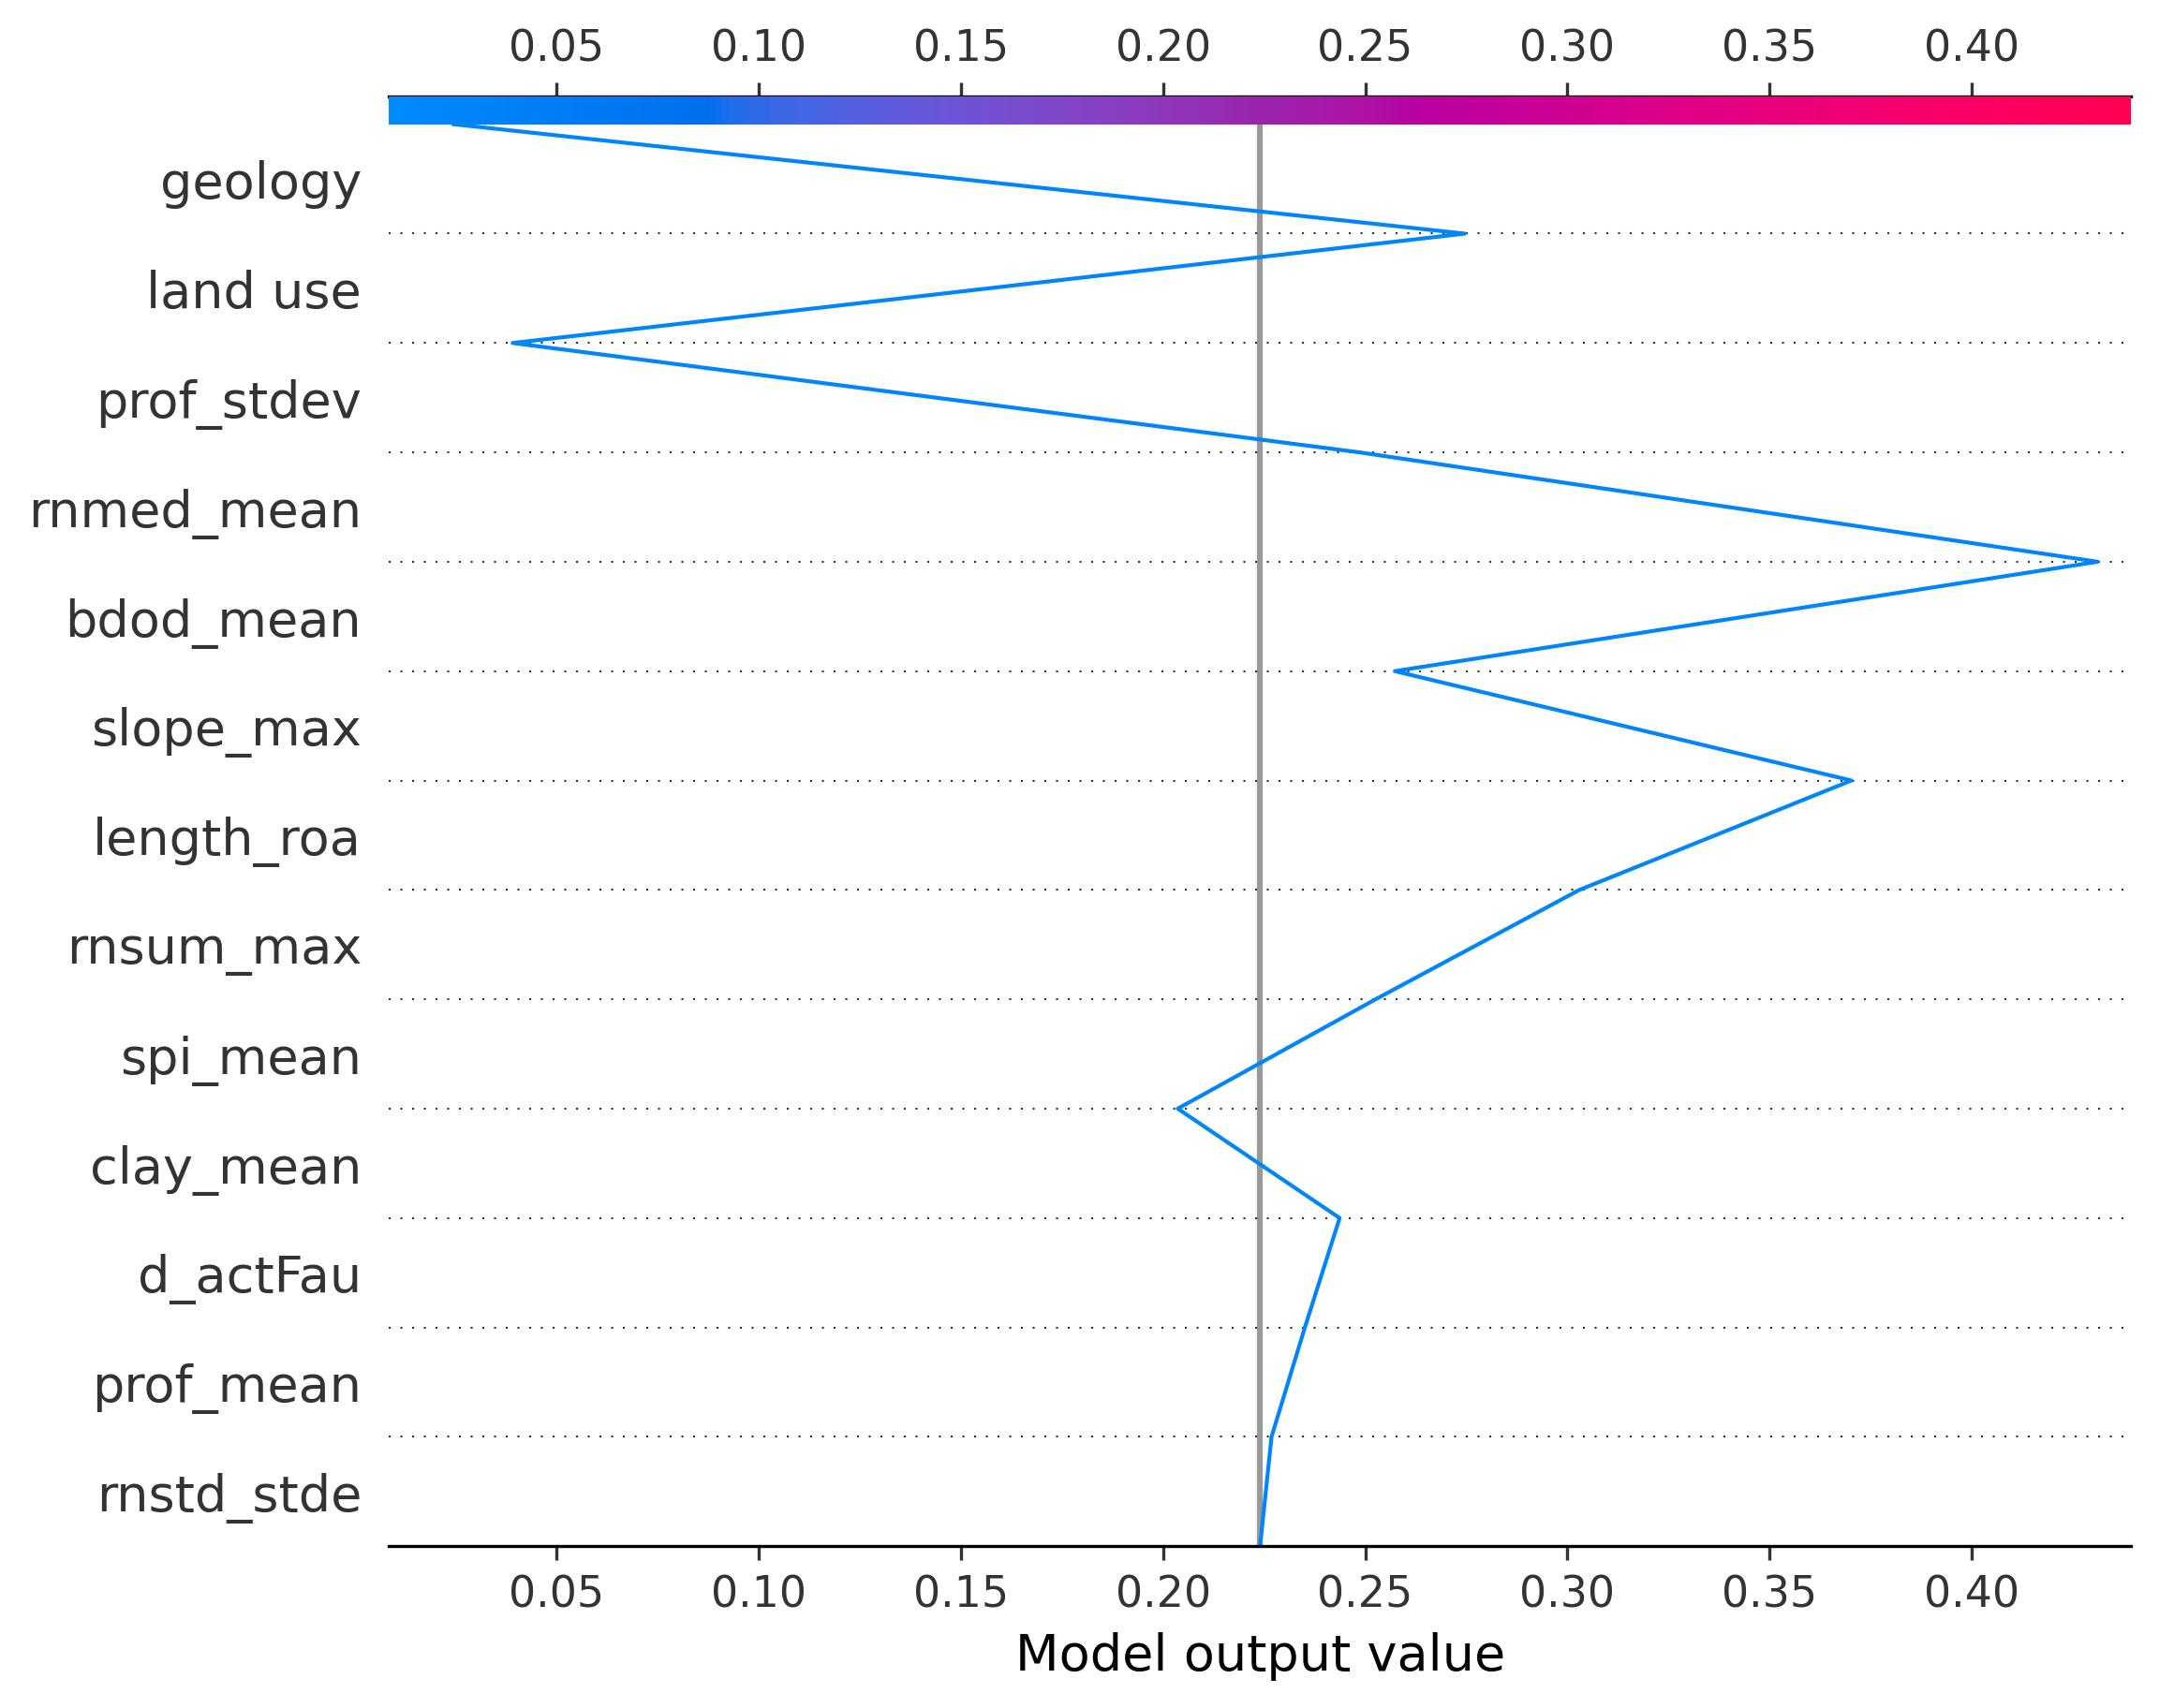 0.05 0.10 0.15 0.20 0.25 0.30 0.35 0.40
geology
land use
prof_stdev
rnmed_mean
bdod_mean
slope_max
length_roa
rnsum_max
spi_mean
clay_mean
d_actFau
prof_mean
rnstd_stde
0.05 0.10 0.15 0.20 0.25 0.30 0.35 0.40
Model output value